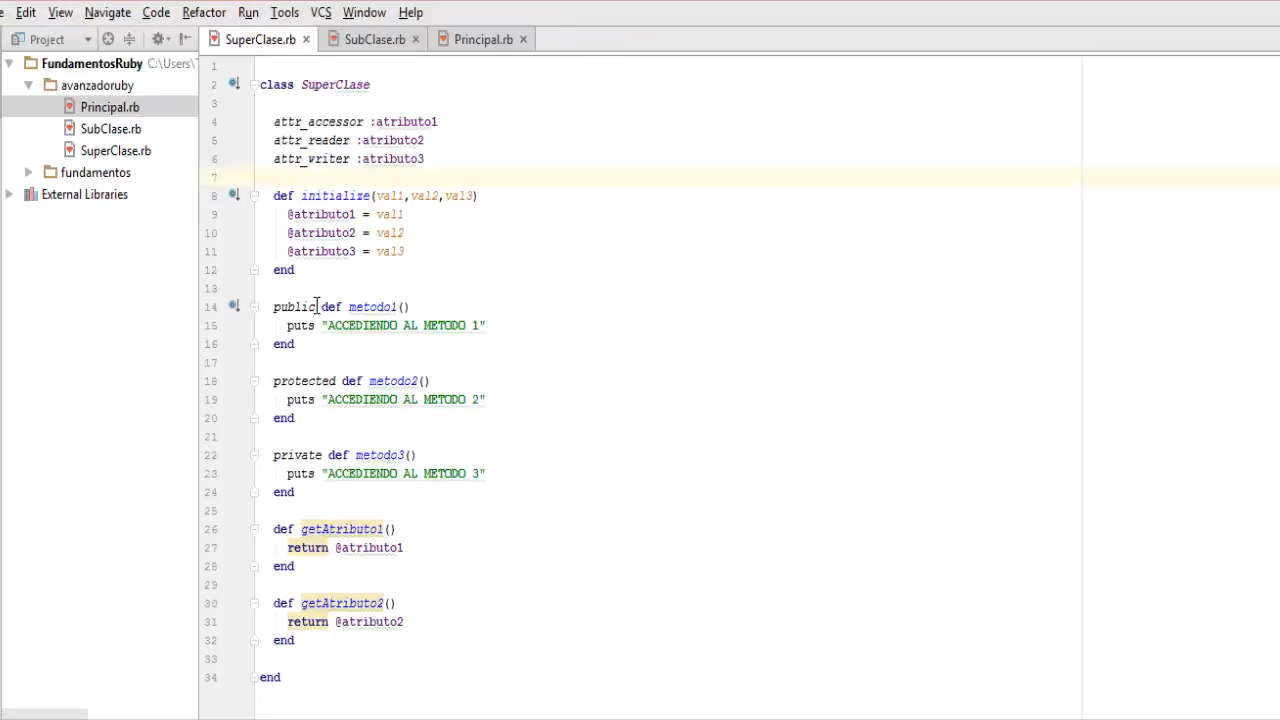 Edit View Navigate Code Refactor Run Tools VCS Window Help
Project SuperClase.rb SubClase.rb Principal.rb
FundamentosRuby C:\Users\
avanzadoruby
Principal.rb
SubClase.rb
SuperClase.rb
fundamentos
External Libraries
1
2 class SuperClase
3
4 attr_accessor :atributo1
5 attr_reader :atributo2
6 attr_writer :atributo3
7
8 def initialize(val1,val2,val3)
9 @atributo1 = val1
10 @atributo2 = val2
11 @atributo3 = val3
12 end
13
14 public def metodo1()
15 puts "ACCEDIENDO AL METODO 1"
16 end
17
18 protected def metodo2()
19 puts "ACCEDIENDO AL METODO 2"
20 end
21
22 private def metodo3()
23 puts "ACCEDIENDO AL METODO 3"
24 end
25
26 def getAtributo1()
27 return @atributo1
28 end
29
30 def getAtributo2()
31 return @atributo2
32 end
33
34 end